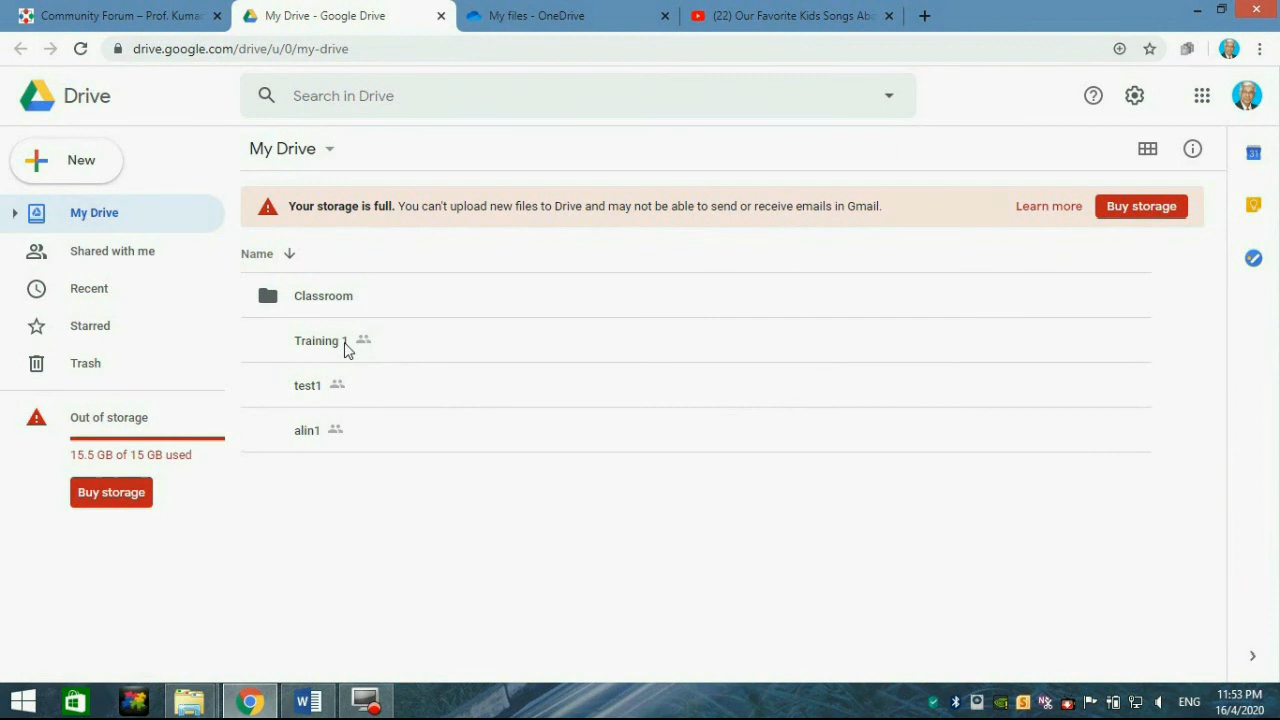 Community Forum – Prof. Kuma
My Drive - Google Drive
My files - OneDrive
(22) Our Favorite Kids Songs Abo
drive.google.com/drive/u/0/my-drive
Drive
Search in Drive
New
My Drive
Your storage is full. You can't upload new files to Drive and may not be able to send or receive emails in Gmail.
Learn more
Buy storage
My Drive
Shared with me
Recent
Starred
Trash
Out of storage
15.5 GB of 15 GB used
Buy storage
Name
Classroom
Training 1
test1
alin1
31
ENG
11:53 PM
16/4/2020